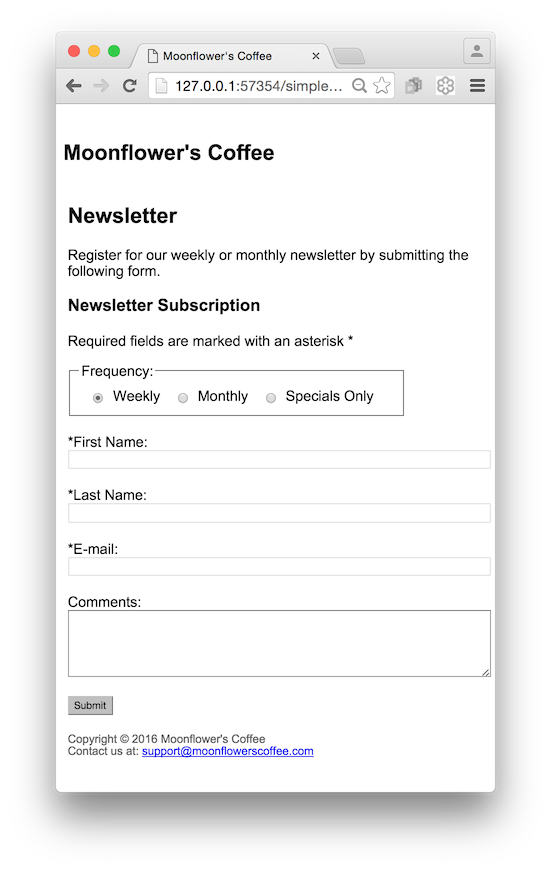 Moonflower's Coffee
127.0.0.1:57354/simple...
Moonflower's Coffee
Newsletter
Register for our weekly or monthly newsletter by submitting the
following form.
Newsletter Subscription
Required fields are marked with an asterisk *
Frequency:
Weekly Monthly Specials Only
*First Name:
*Last Name:
*E-mail:
Comments:
Submit
Copyright © 2016 Moonflower's Coffee
Contact us at: support@moonflowerscoffee.com